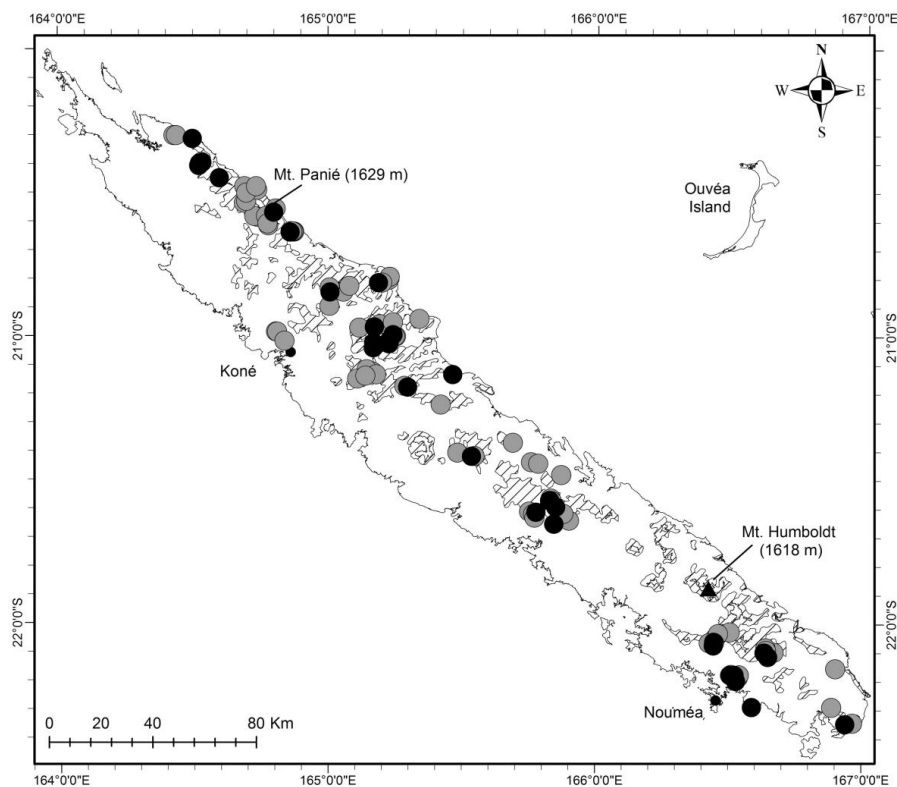 164°0'0"E
165°0'0"E
166°0'0"E
167°0'0"E
N
W
E
S
Mt. Panié (1629 m)
Ouvéa
Island
21°0'0"S
21°0'0"S
Koné
Mt. Humboldt
(1618 m)
22°0'0"S
22°0'0"S
Nouméa
0 20 40 80 Km
164°0'0"E
165°0'0"E
166°0'0"E
167°0'0"E